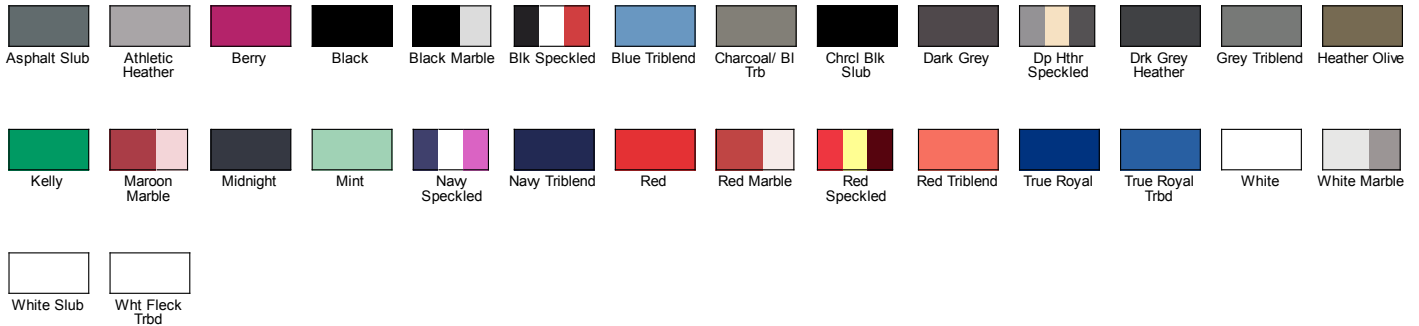 Asphalt Slub
Athletic
Heather
Berry
Black
Black Marble
Blk Speckled
Blue Triblend
Charcoal/ Bl
Trb
Chrcl Blk
Slub
Dark Grey
Dp Hthr
Speckled
Drk Grey
Heather
Grey Triblend
Heather Olive
Kelly
Maroon
Marble
Midnight
Mint
Navy
Speckled
Navy Triblend
Red
Red Marble
Red
Speckled
Red Triblend
True Royal
True Royal
Trbd
White
White Marble
White Slub
Wht Fleck
Trbd